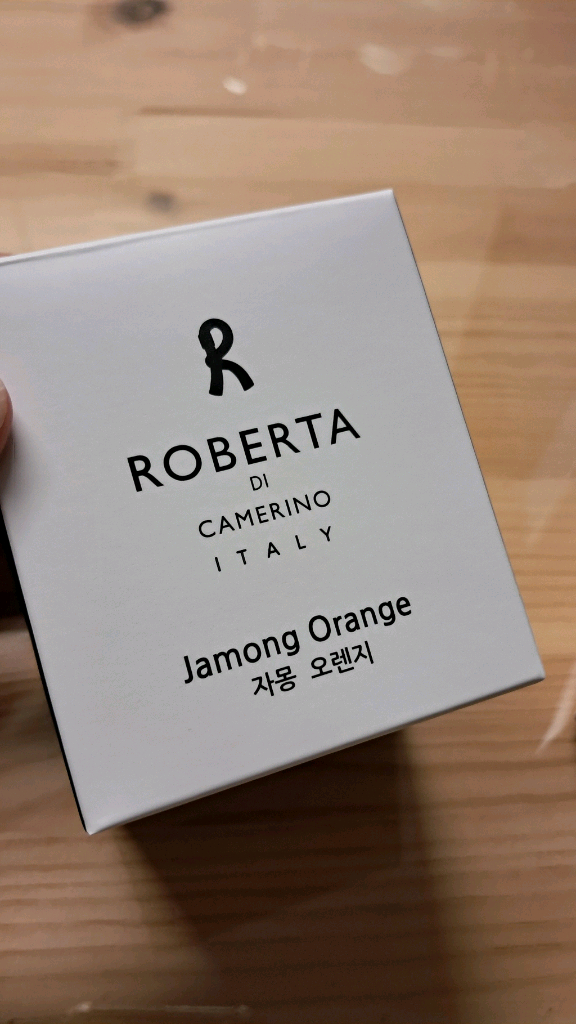 R
ROBERTA
DI
CAMERINO
ITALY
Jamong Orange
자몽 오렌지